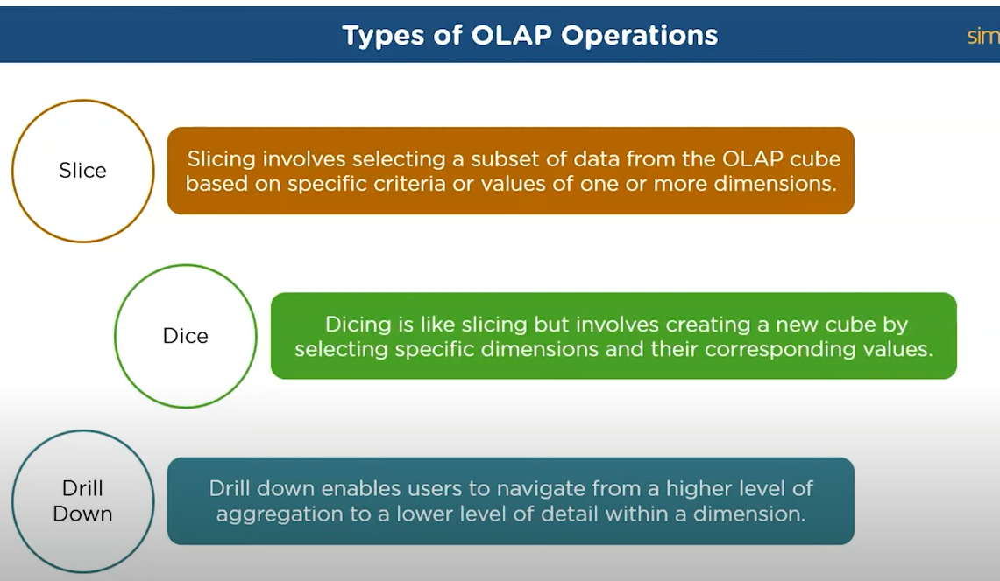 Types of OLAP Operations
sim
Slice
Slicing involves selecting a subset of data from the OLAP cube
based on specific criteria or values of one or more dimensions.
Dice
Dicing is like slicing but involves creating a new cube by
selecting specific dimensions and their corresponding values.
Drill
Down
Drill down enables users to navigate from a higher level of
aggregation to a lower level of detail within a dimension.